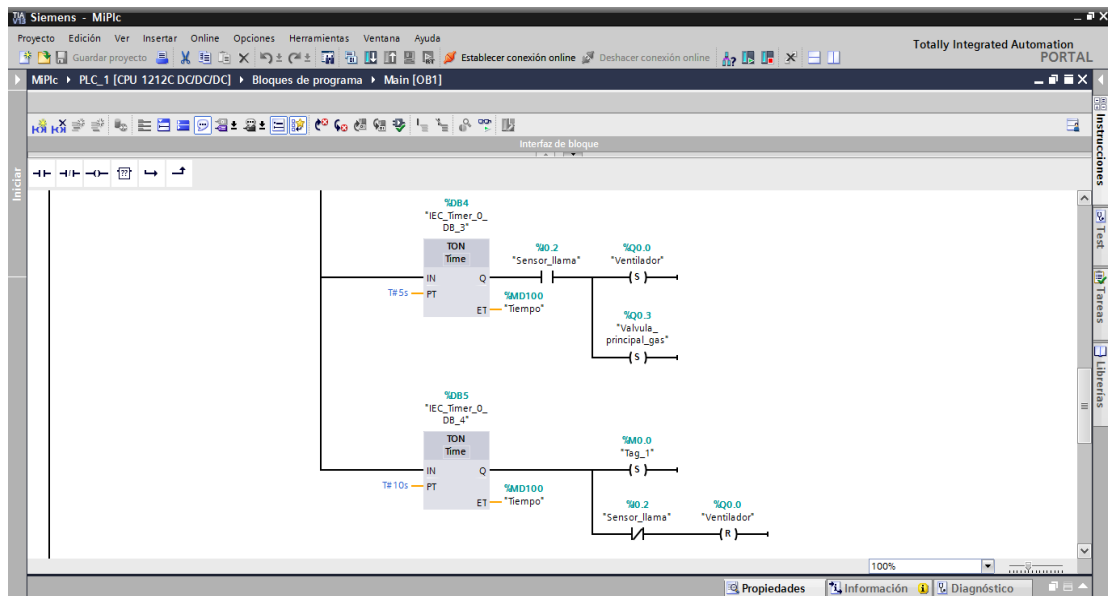 Siemens - MiPlc
Proyecto Edición Ver Insertar Online Opciones Herramientas Ventana Ayuda
Totally Integrated Automation
PORTAL
Guardar proyecto Establecer conexión online Deshacer conexión online
MiPlc PLC_1 [CPU 1212C DC/DC/DC] Bloques de programa Main [OB1]
Interfaz de bloque
Iniciar
Instrucciones
Test
Tareas
Librerías
??
%DB4
"IEC_Timer_0_
DB_3"
TON
Time
%I0.2
"Sensor_llama"
%Q0.0
"Ventilador"
IN Q
S
T#5s PT
%MD100
ET "Tiempo"
%Q0.3
"Valvula_
principal_gas"
S
%DB5
"IEC_Timer_0_
DB_4"
TON
Time
%M0.0
"Tag_1"
IN Q
S
T#10s PT
%MD100
ET "Tiempo"
%I0.2
"Sensor_llama"
%Q0.0
"Ventilador"
R
100%
Propiedades Información Diagnóstico